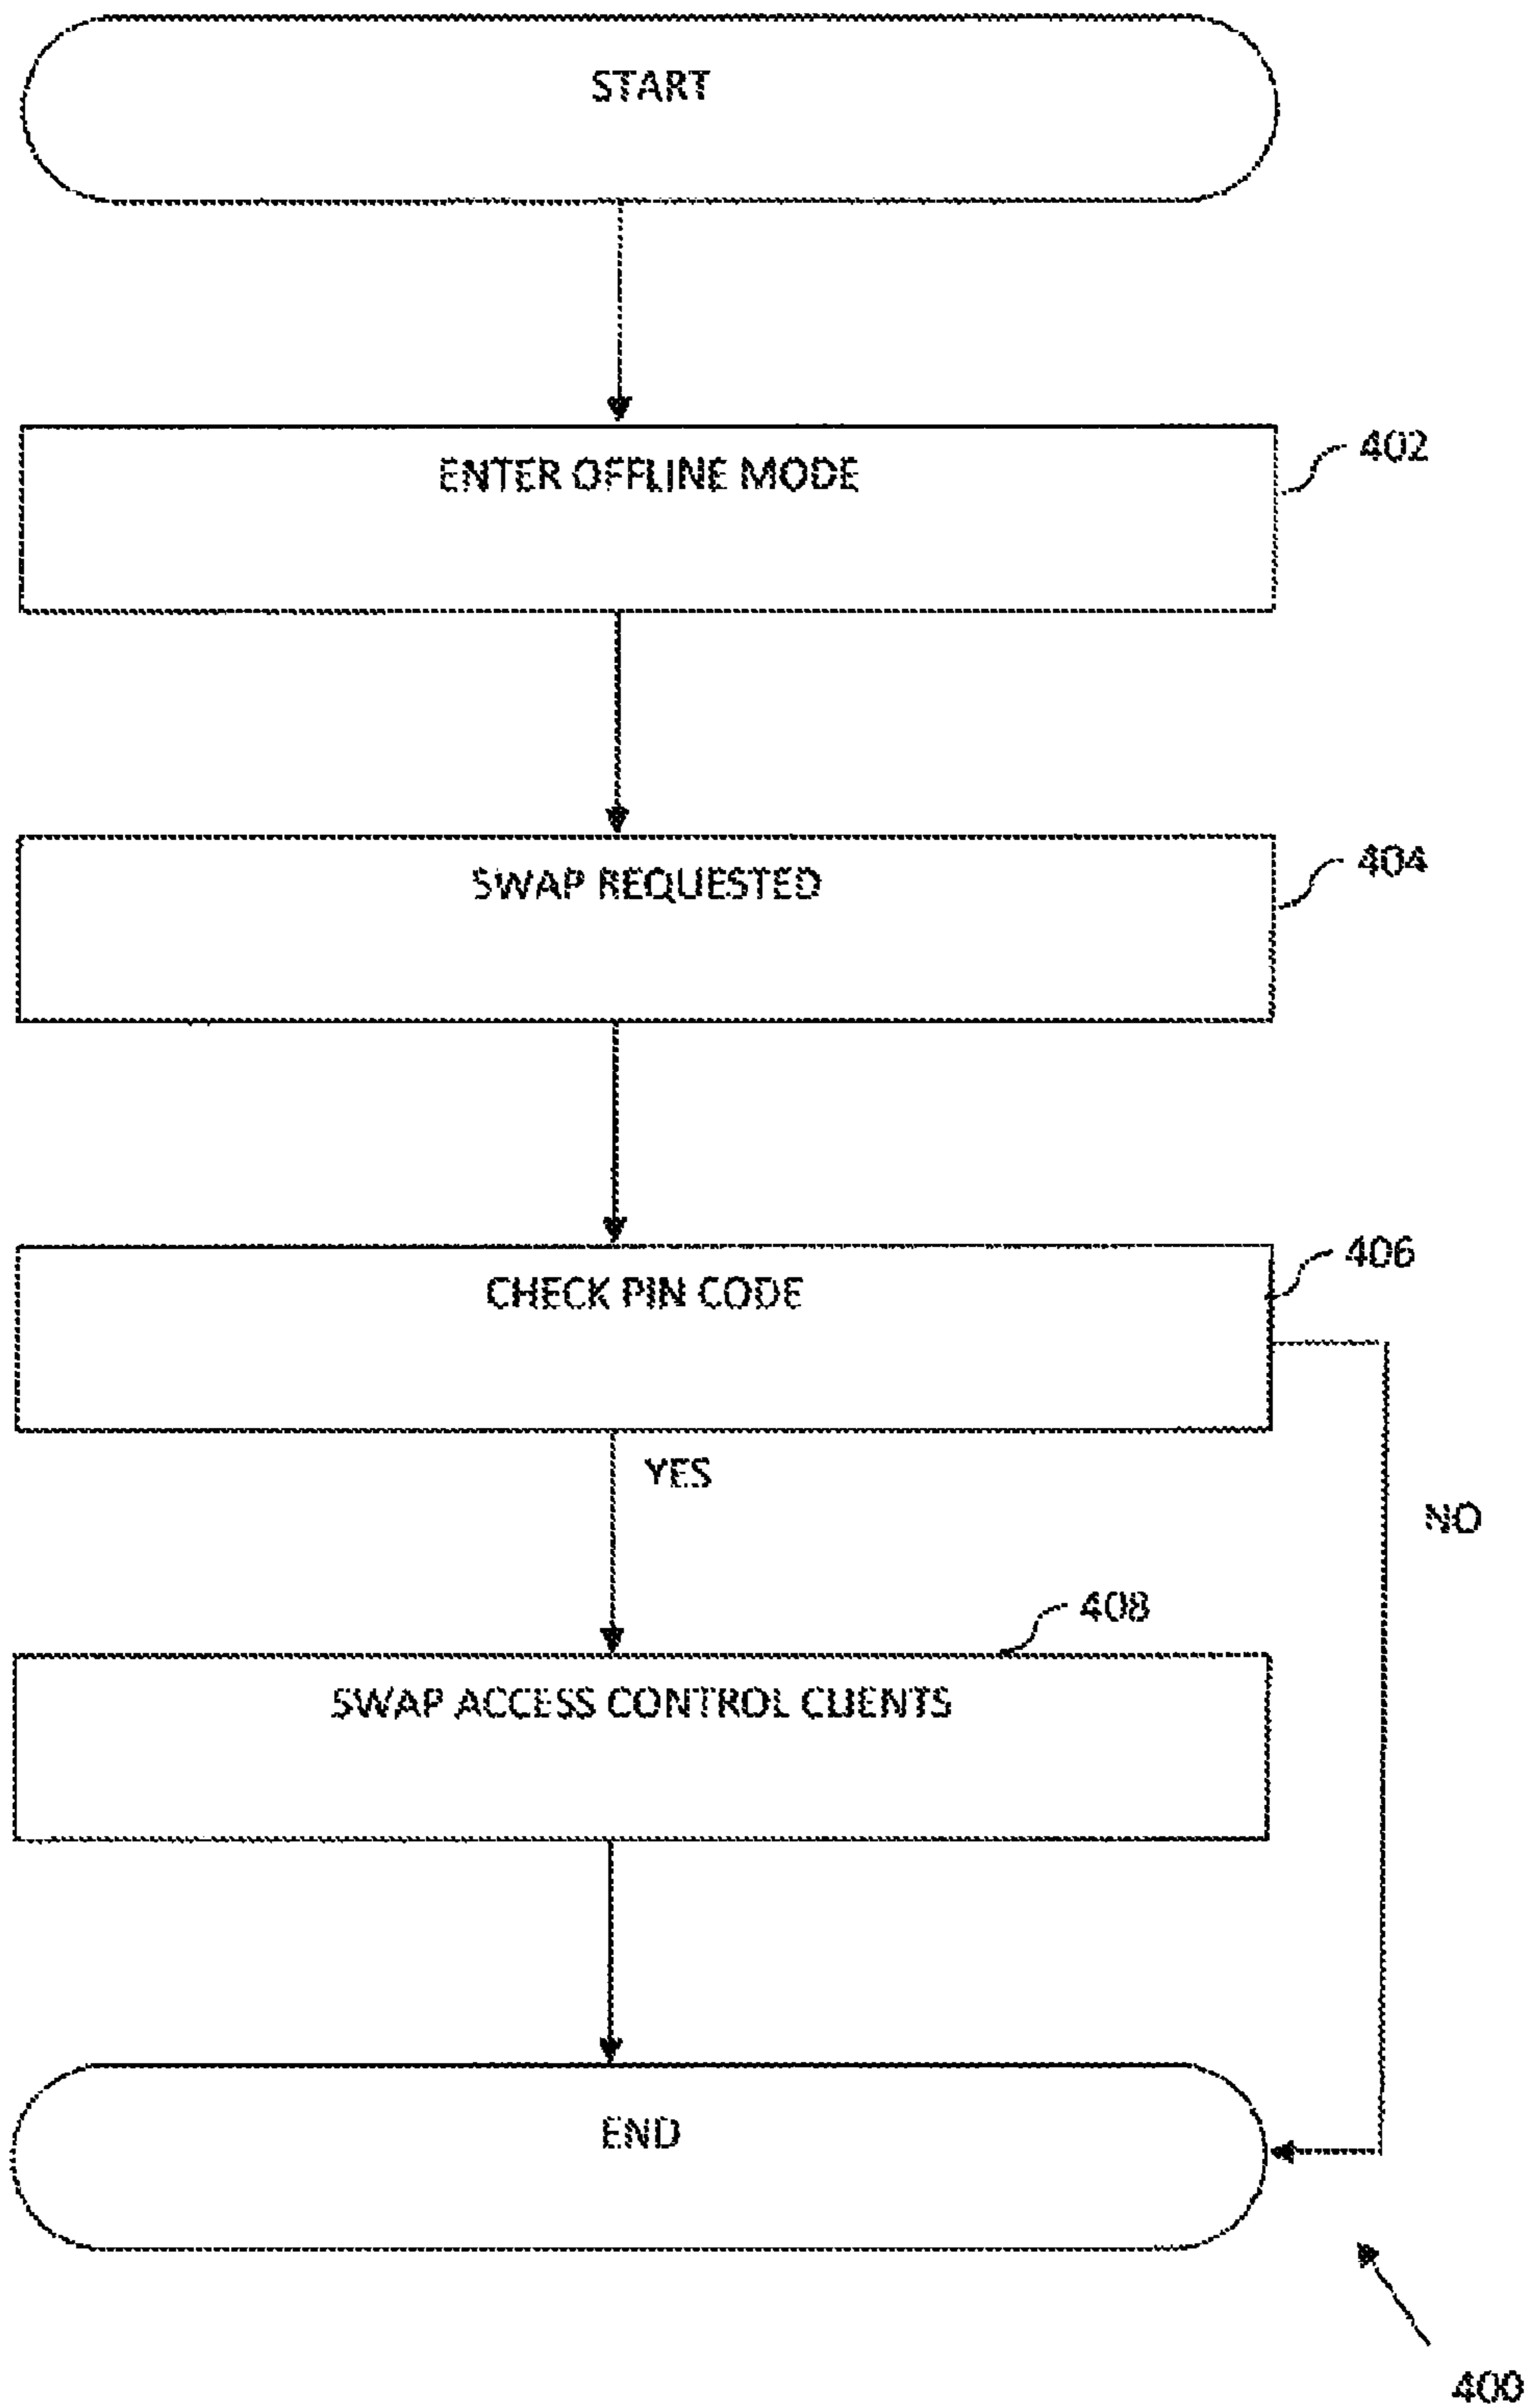 START
ENTER OFFLINE MODE
402
SWAP REQUESTED
404
CHECK PIN CODE
406
YES
NO
408
SWAP ACCESS CONTROL CLIENTS
END
400